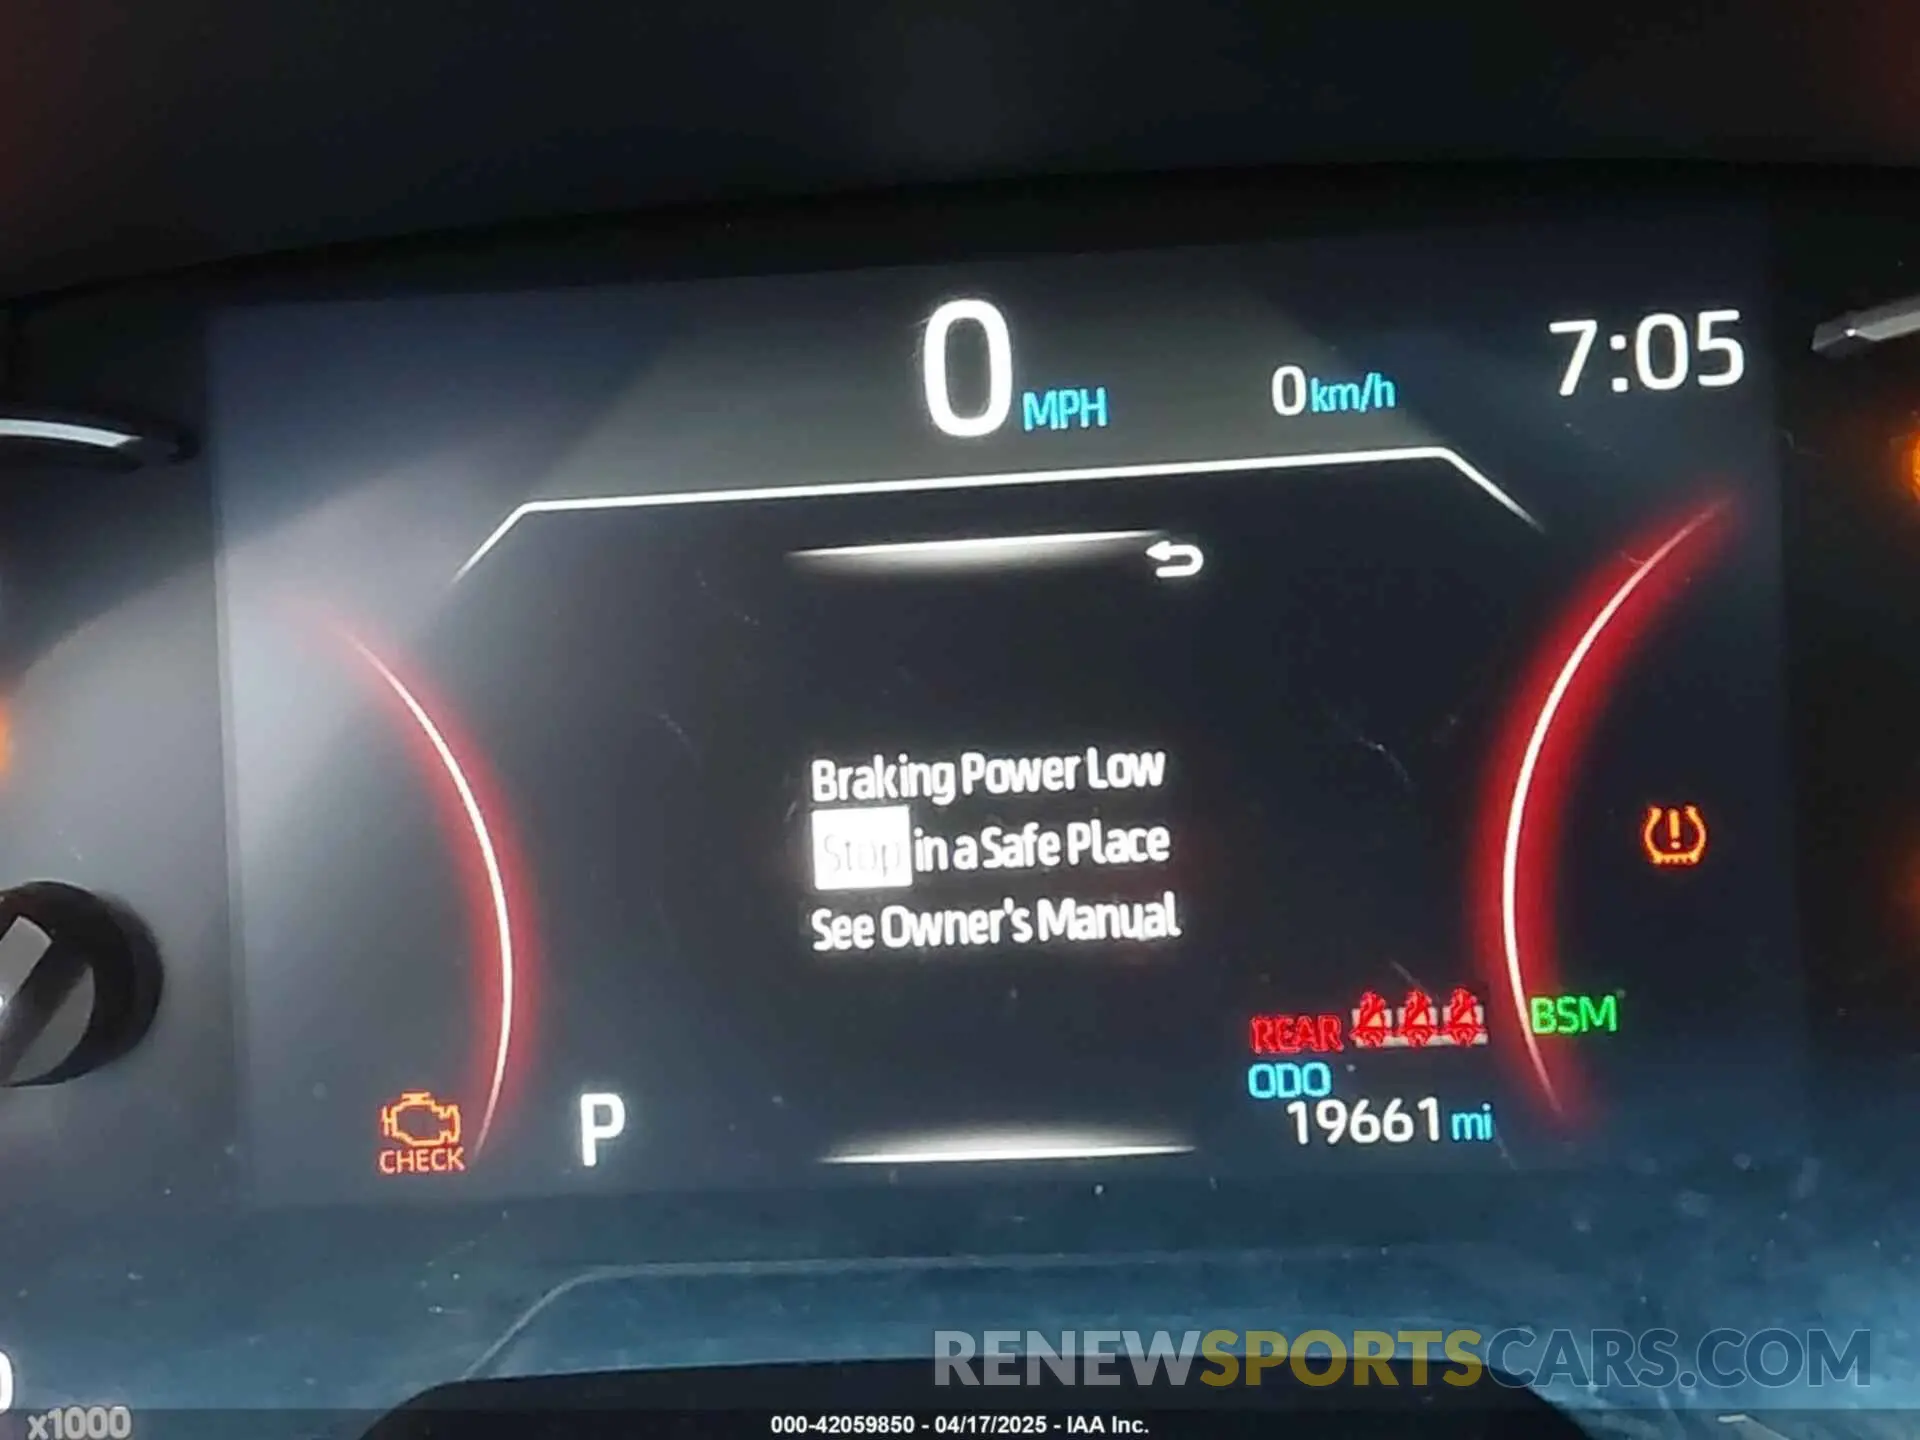 0 MPH 0 km/h 7:05
Braking Power Low
Stop in a Safe Place
See Owner's Manual
REAR BSM
ODO
19661 mi
CHECK P
RENEWSPORTSCARS.COM
0
x1000
000-42059850 - 04/17/2025 - IAA Inc.